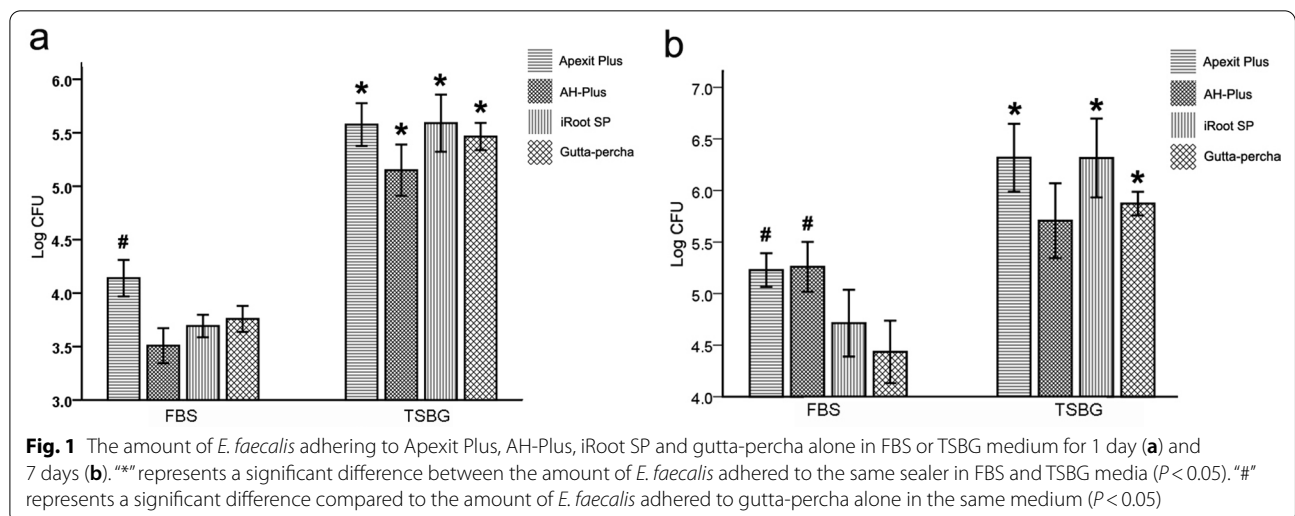 a
Log CFU
6.0
5.5
5.0
4.5
4.0
3.5
3.0
#
*
*
*
*
FBS
TSBG
Apexit Plus
AH-Plus
iRoot SP
Gutta-percha
b
Log CFU
7.0
6.5
6.0
5.5
5.0
4.5
4.0
#
#
*
*
*
FBS
TSBG
Apexit Plus
AH-Plus
iRoot SP
Gutta-percha
Fig. 1 The amount of E. faecalis adhering to Apexit Plus, AH-Plus, iRoot SP and gutta-percha alone in FBS or TSBG medium for 1 day (a) and
7 days (b). “*” represents a significant difference between the amount of E. faecalis adhered to the same sealer in FBS and TSBG media (P < 0.05). “#”
represents a significant difference compared to the amount of E. faecalis adhered to gutta-percha alone in the same medium (P < 0.05)